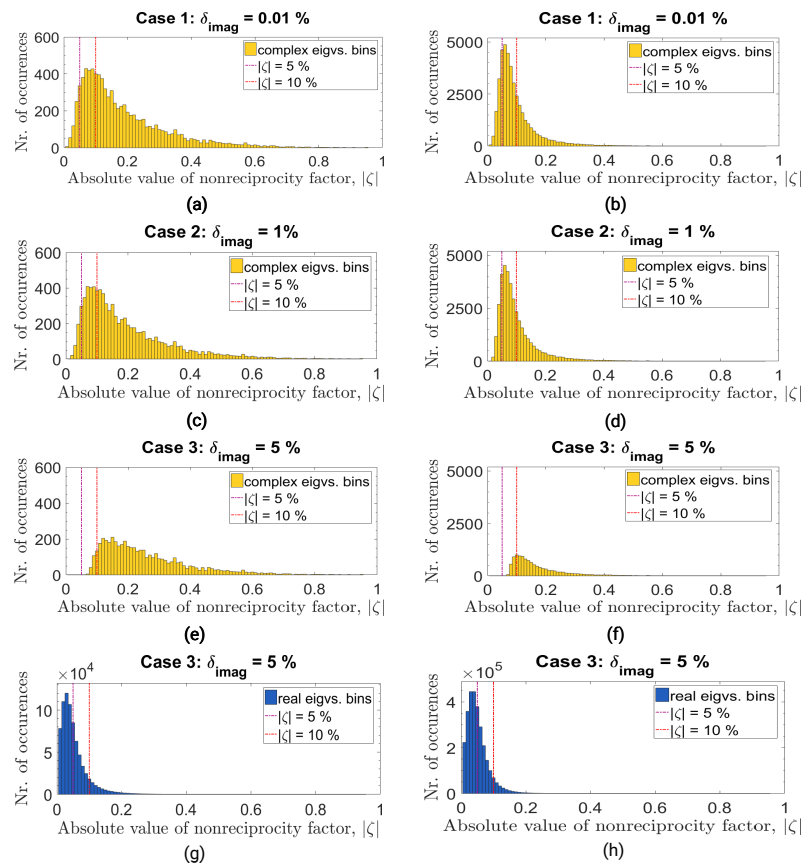 Case 1: δimag = 0.01 %
Nr. of occurences
600
400
200
0
complex eigvs. bins
|ζ| = 5 %
|ζ| = 10 %
0 0.2 0.4 0.6 0.8 1
Absolute value of nonreciprocity factor, |ζ|
(a)
Case 1: δimag = 0.01 %
Nr. of occurences
5000
2500
0
complex eigvs. bins
|ζ| = 5 %
|ζ| = 10 %
0 0.2 0.4 0.6 0.8 1
Absolute value of nonreciprocity factor, |ζ|
(b)
Case 2: δimag = 1%
Nr. of occurences
600
400
200
0
complex eigvs. bins
|ζ| = 5 %
|ζ| = 10 %
0 0.2 0.4 0.6 0.8 1
Absolute value of nonreciprocity factor, |ζ|
(c)
Case 2: δimag = 1 %
Nr. of occurences
5000
2500
0
complex eigvs. bins
|ζ| = 5 %
|ζ| = 10 %
0 0.2 0.4 0.6 0.8 1
Absolute value of nonreciprocity factor, |ζ|
(d)
Case 3: δimag = 5 %
Nr. of occurences
600
400
200
0
complex eigvs. bins
|ζ| = 5 %
|ζ| = 10 %
0 0.2 0.4 0.6 0.8 1
Absolute value of nonreciprocity factor, |ζ|
(e)
Case 3: δimag = 5 %
Nr. of occurences
5000
2500
0
complex eigvs. bins
|ζ| = 5 %
|ζ| = 10 %
0 0.2 0.4 0.6 0.8 1
Absolute value of nonreciprocity factor, |ζ|
(f)
Case 3: δimag = 5 %
× 10⁴
Nr. of occurences
10
5
0
real eigvs. bins
|ζ| = 5 %
|ζ| = 10 %
0 0.2 0.4 0.6 0.8 1
Absolute value of nonreciprocity factor, |ζ|
(g)
Case 3: δimag = 5 %
× 10⁵
Nr. of occurences
4
2
0
real eigvs. bins
|ζ| = 5 %
|ζ| = 10 %
0 0.2 0.4 0.6 0.8 1
Absolute value of nonreciprocity factor, |ζ|
(h)